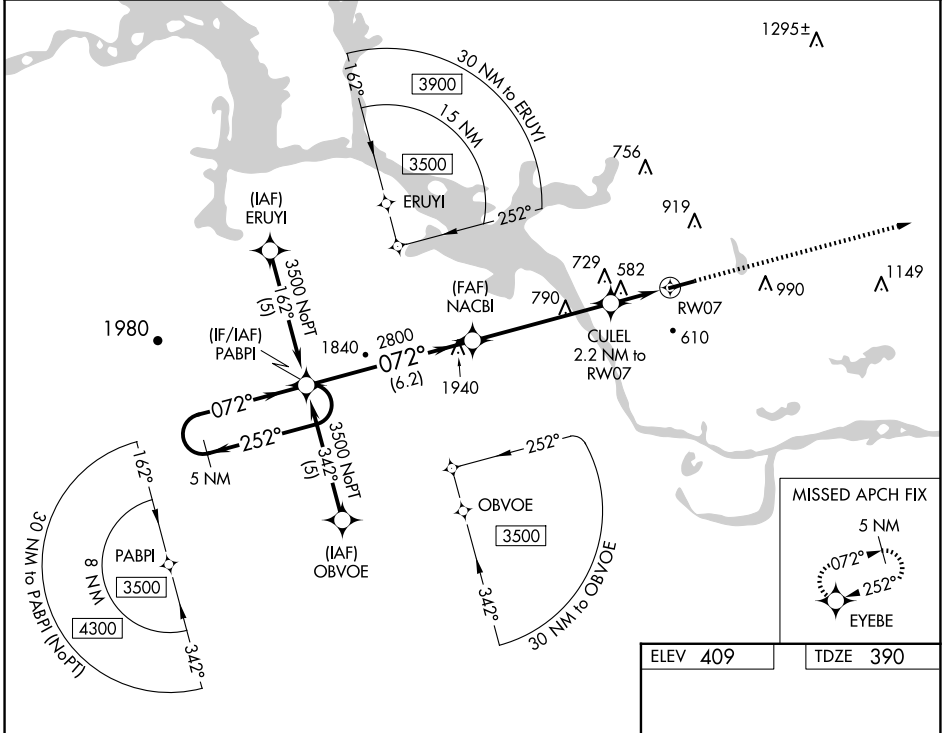 1295±
30 NM to ERUYI
3900
162°
15 NM
3500
ERUYI
252°
756
919
(IAF)
ERUYI
3500 NoPT
162°
(5)
729
582
990
1149
(FAF)
NACBI
790
RW07
610
CULEL
2.2 NM to
RW07
1980
(IF/IAF)
PABPI
1840
2800
072°
(6.2)
1940
072°
252°
5 NM
3500 NoPT
342°
(5)
(IAF)
OBVOE
252°
OBVOE
3500
342°
30 NM to OBVOE
162°
PABPI
3500
8 NM
4300
30 NM to PABPI (NoPT)
342°
MISSED APCH FIX
5 NM
072°
252°
EYEBE
ELEV 409
TDZE 390